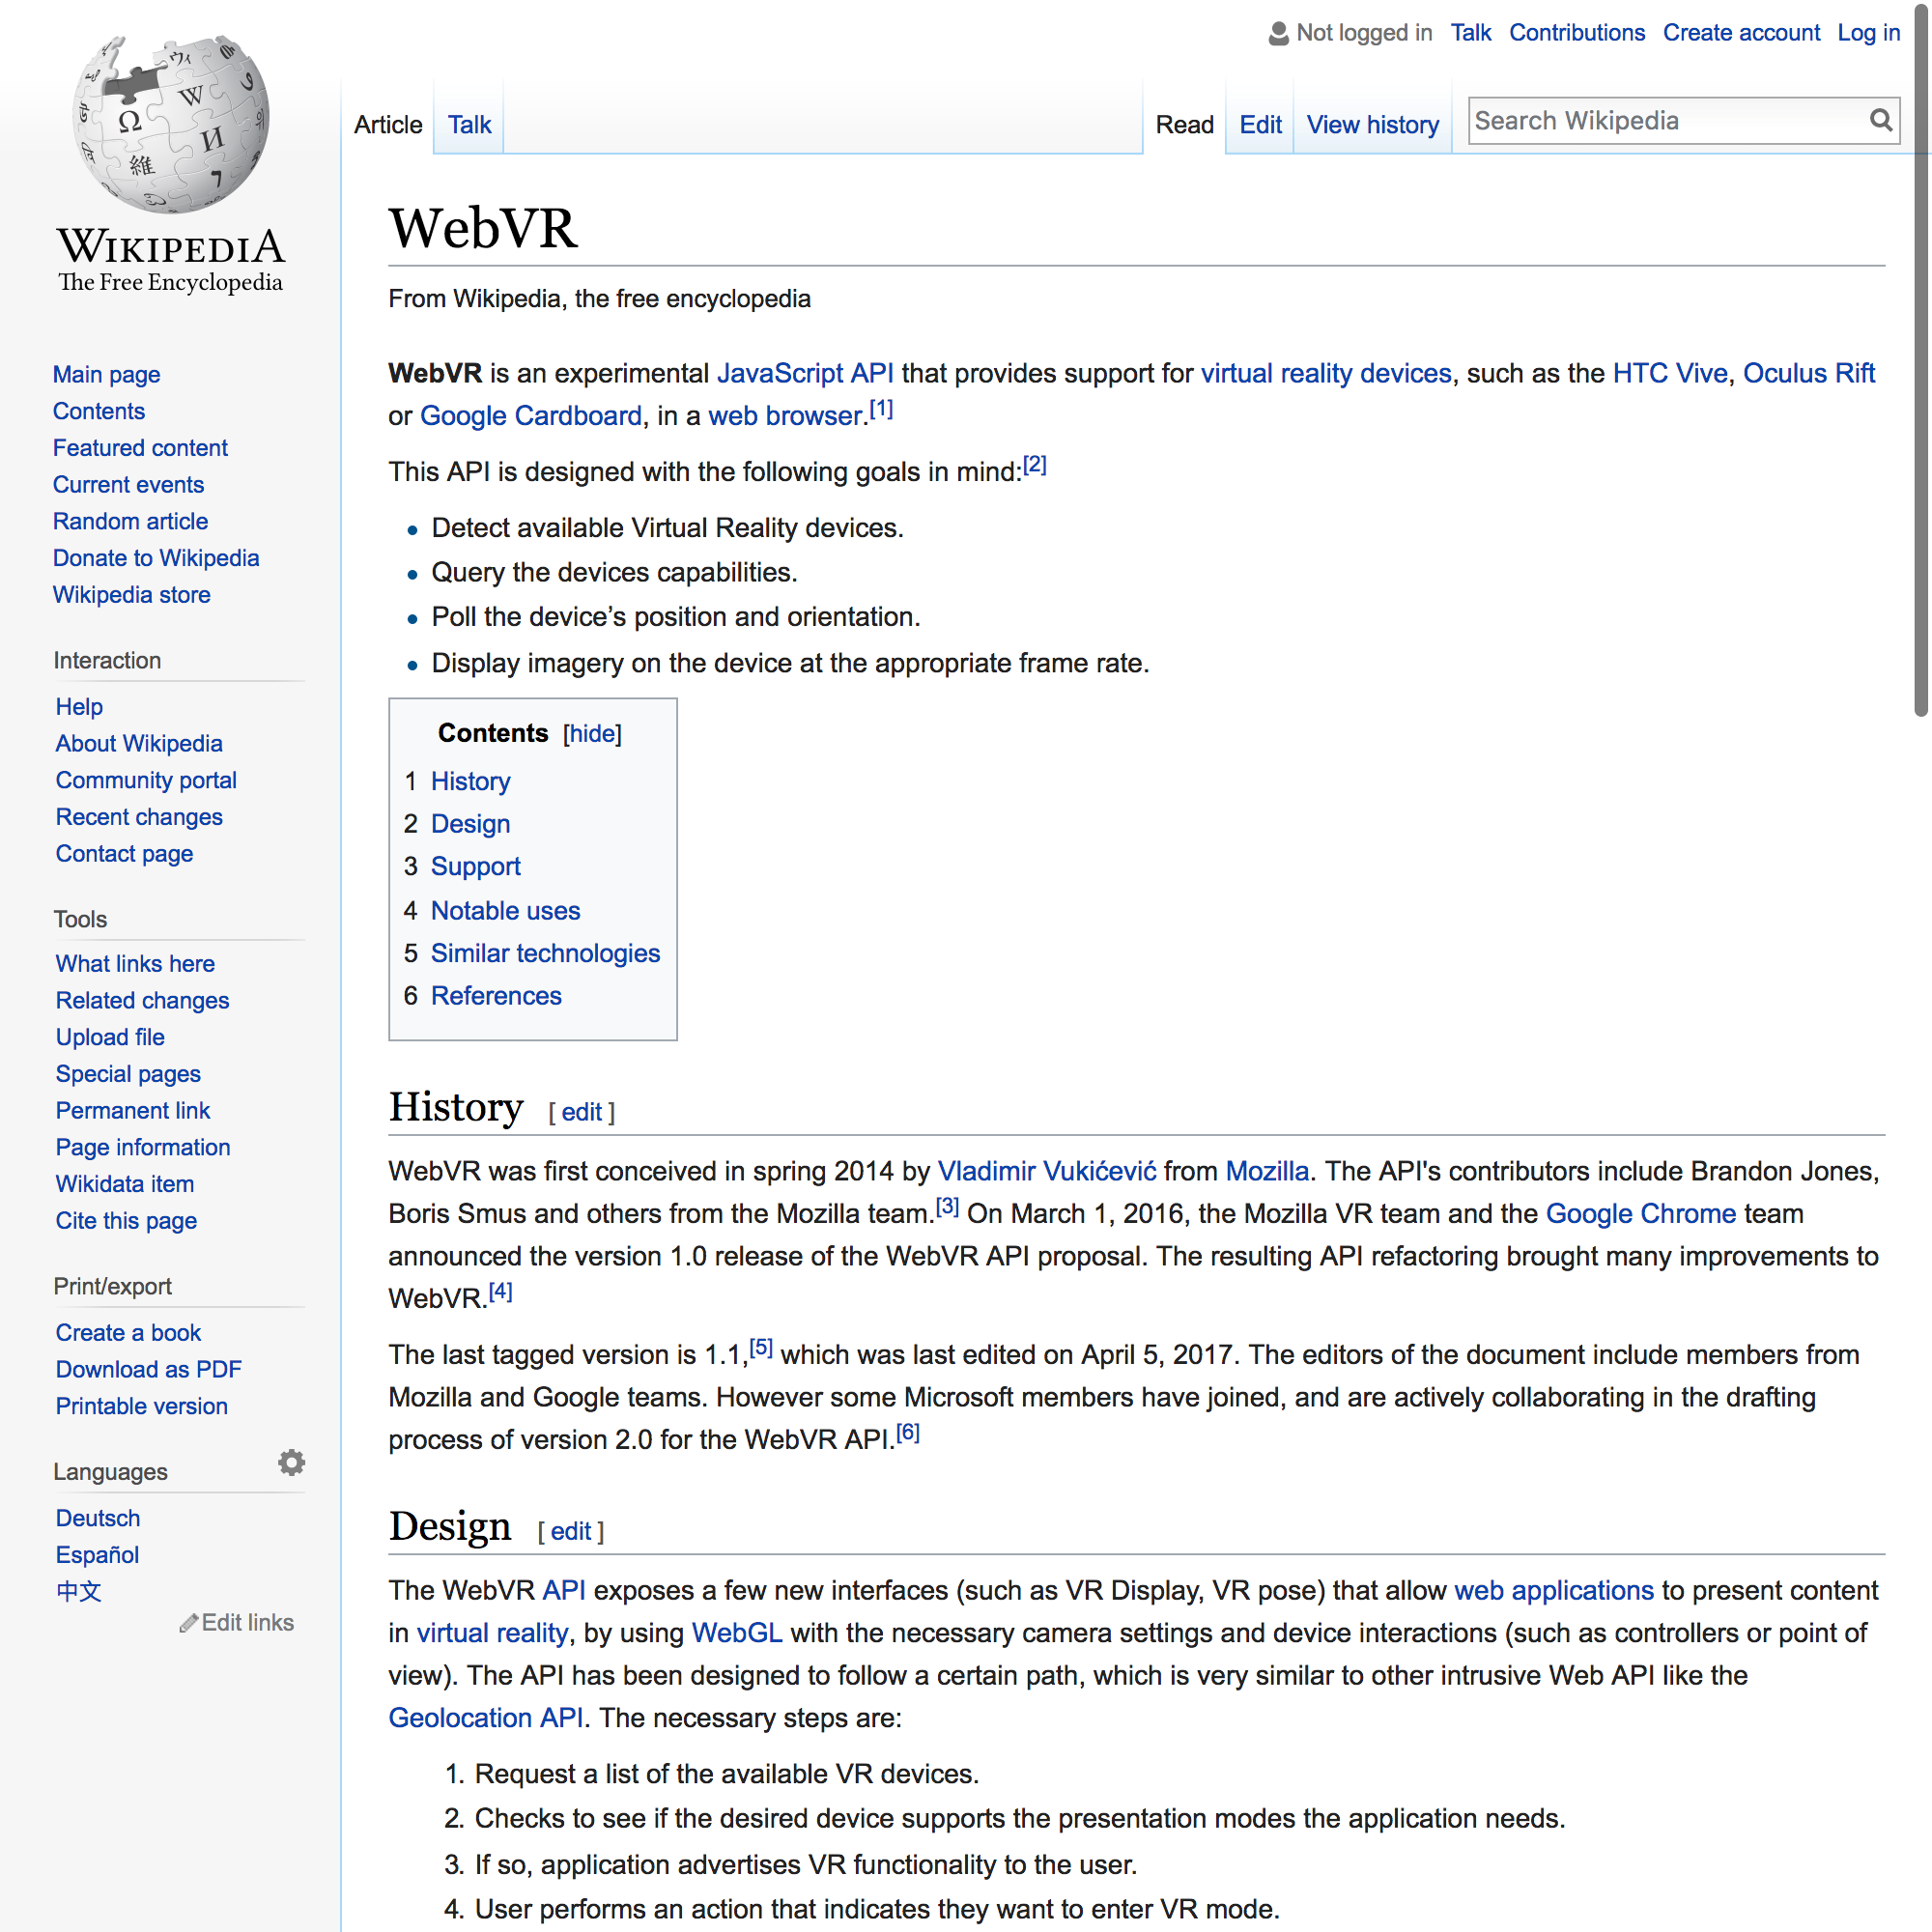 Not logged in Talk Contributions Create account Log in
Article Talk Read Edit View history Search Wikipedia
Ω W И 維 ウィ 7
WIKIPEDIA
The Free Encyclopedia
Main page
Contents
Featured content
Current events
Random article
Donate to Wikipedia
Wikipedia store
Interaction
Help
About Wikipedia
Community portal
Recent changes
Contact page
Tools
What links here
Related changes
Upload file
Special pages
Permanent link
Page information
Wikidata item
Cite this page
Print/export
Create a book
Download as PDF
Printable version
Languages
Deutsch
Español
中文
Edit links
WebVR
From Wikipedia, the free encyclopedia
WebVR is an experimental JavaScript API that provides support for virtual reality devices, such as the HTC Vive, Oculus Rift
or Google Cardboard, in a web browser.[1]
This API is designed with the following goals in mind:[2]
• Detect available Virtual Reality devices.
• Query the devices capabilities.
• Poll the device’s position and orientation.
• Display imagery on the device at the appropriate frame rate.
Contents [hide]
1 History
2 Design
3 Support
4 Notable uses
5 Similar technologies
6 References
History [ edit ]
WebVR was first conceived in spring 2014 by Vladimir Vukićević from Mozilla. The API's contributors include Brandon Jones,
Boris Smus and others from the Mozilla team.[3] On March 1, 2016, the Mozilla VR team and the Google Chrome team
announced the version 1.0 release of the WebVR API proposal. The resulting API refactoring brought many improvements to
WebVR.[4]
The last tagged version is 1.1,[5] which was last edited on April 5, 2017. The editors of the document include members from
Mozilla and Google teams. However some Microsoft members have joined, and are actively collaborating in the drafting
process of version 2.0 for the WebVR API.[6]
Design [ edit ]
The WebVR API exposes a few new interfaces (such as VR Display, VR pose) that allow web applications to present content
in virtual reality, by using WebGL with the necessary camera settings and device interactions (such as controllers or point of
view). The API has been designed to follow a certain path, which is very similar to other intrusive Web API like the
Geolocation API. The necessary steps are:
1. Request a list of the available VR devices.
2. Checks to see if the desired device supports the presentation modes the application needs.
3. If so, application advertises VR functionality to the user.
4. User performs an action that indicates they want to enter VR mode.